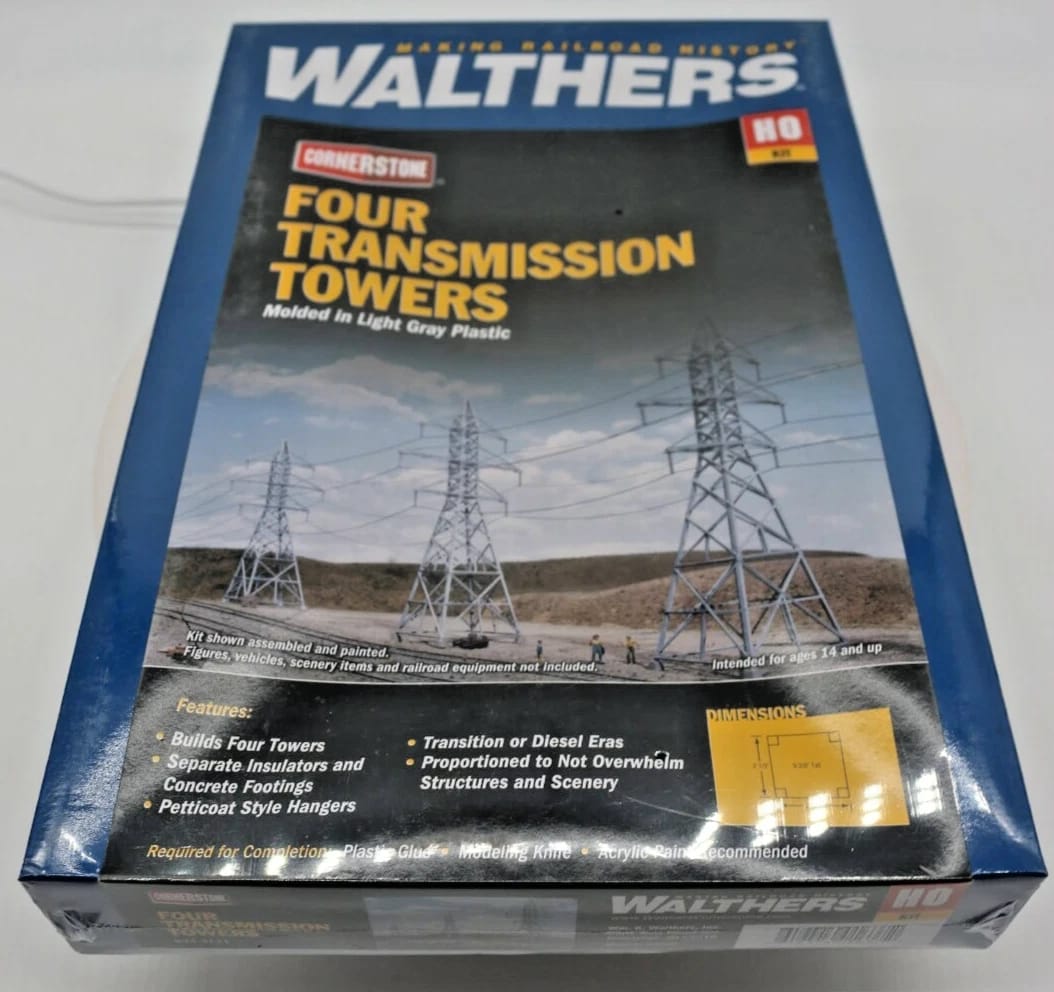 MAKING RAILROAD HISTORY
WALTHERS
HO
KIT
CORNERSTONE
FOUR
TRANSMISSION
TOWERS
Molded in Light Gray Plastic
Kit shown assembled and painted.
Figures, vehicles, scenery items and railroad equipment not included.
Intended for ages 14 and up
Features:
• Builds Four Towers
• Separate Insulators and
Concrete Footings
• Petticoat Style Hangers
• Transition or Diesel Eras
• Proportioned to Not Overwhelm
Structures and Scenery
DIMENSIONS
Required for Completion: Plastic Glue • Modeling Knife • Acrylic Paint Recommended
CORNERSTONE
FOUR
TRANSMISSION
TOWERS
WALTHERS
HO
KIT